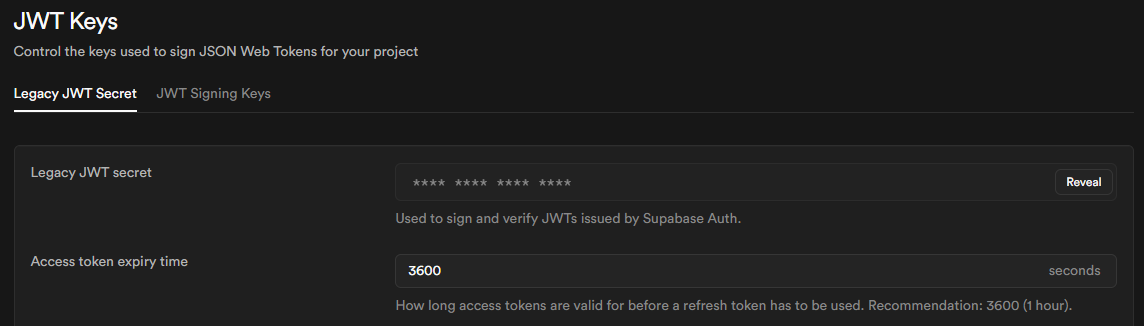 JWT Keys
Control the keys used to sign JSON Web Tokens for your project
Legacy JWT Secret JWT Signing Keys
Legacy JWT secret
**** **** **** ****
Reveal
Used to sign and verify JWTs issued by Supabase Auth.
Access token expiry time
3600
seconds
How long access tokens are valid for before a refresh token has to be used. Recommendation: 3600 (1 hour).